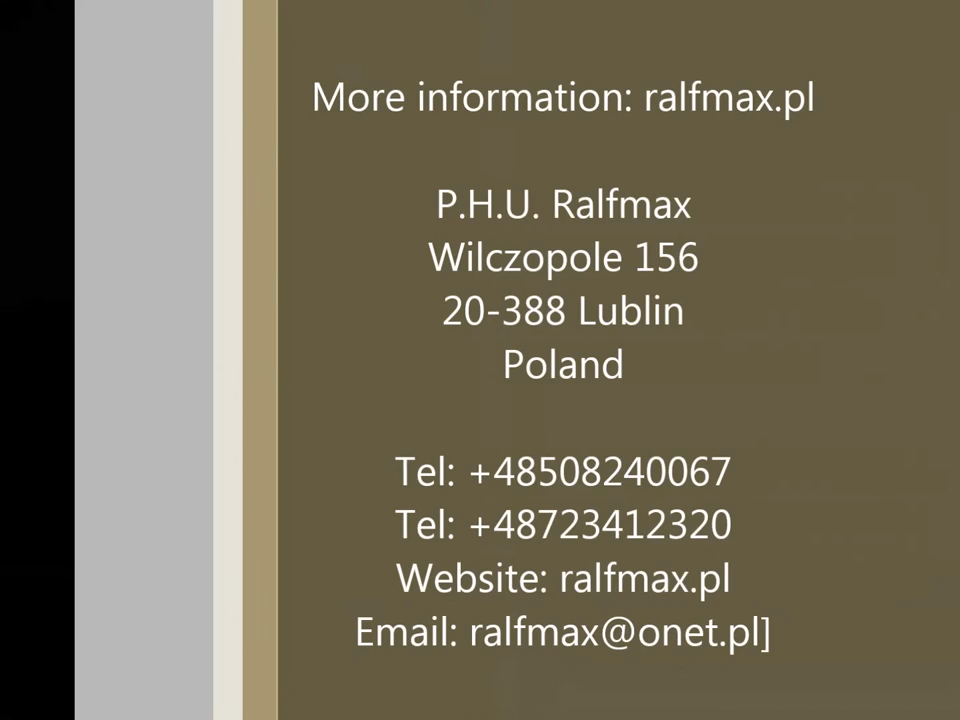 More information: ralfmax.pl
P.H.U. Ralfmax
Wilczopole 156
20-388 Lublin
Poland
Tel: +48508240067
Tel: +48723412320
Website: ralfmax.pl
Email: ralfmax@onet.pl]